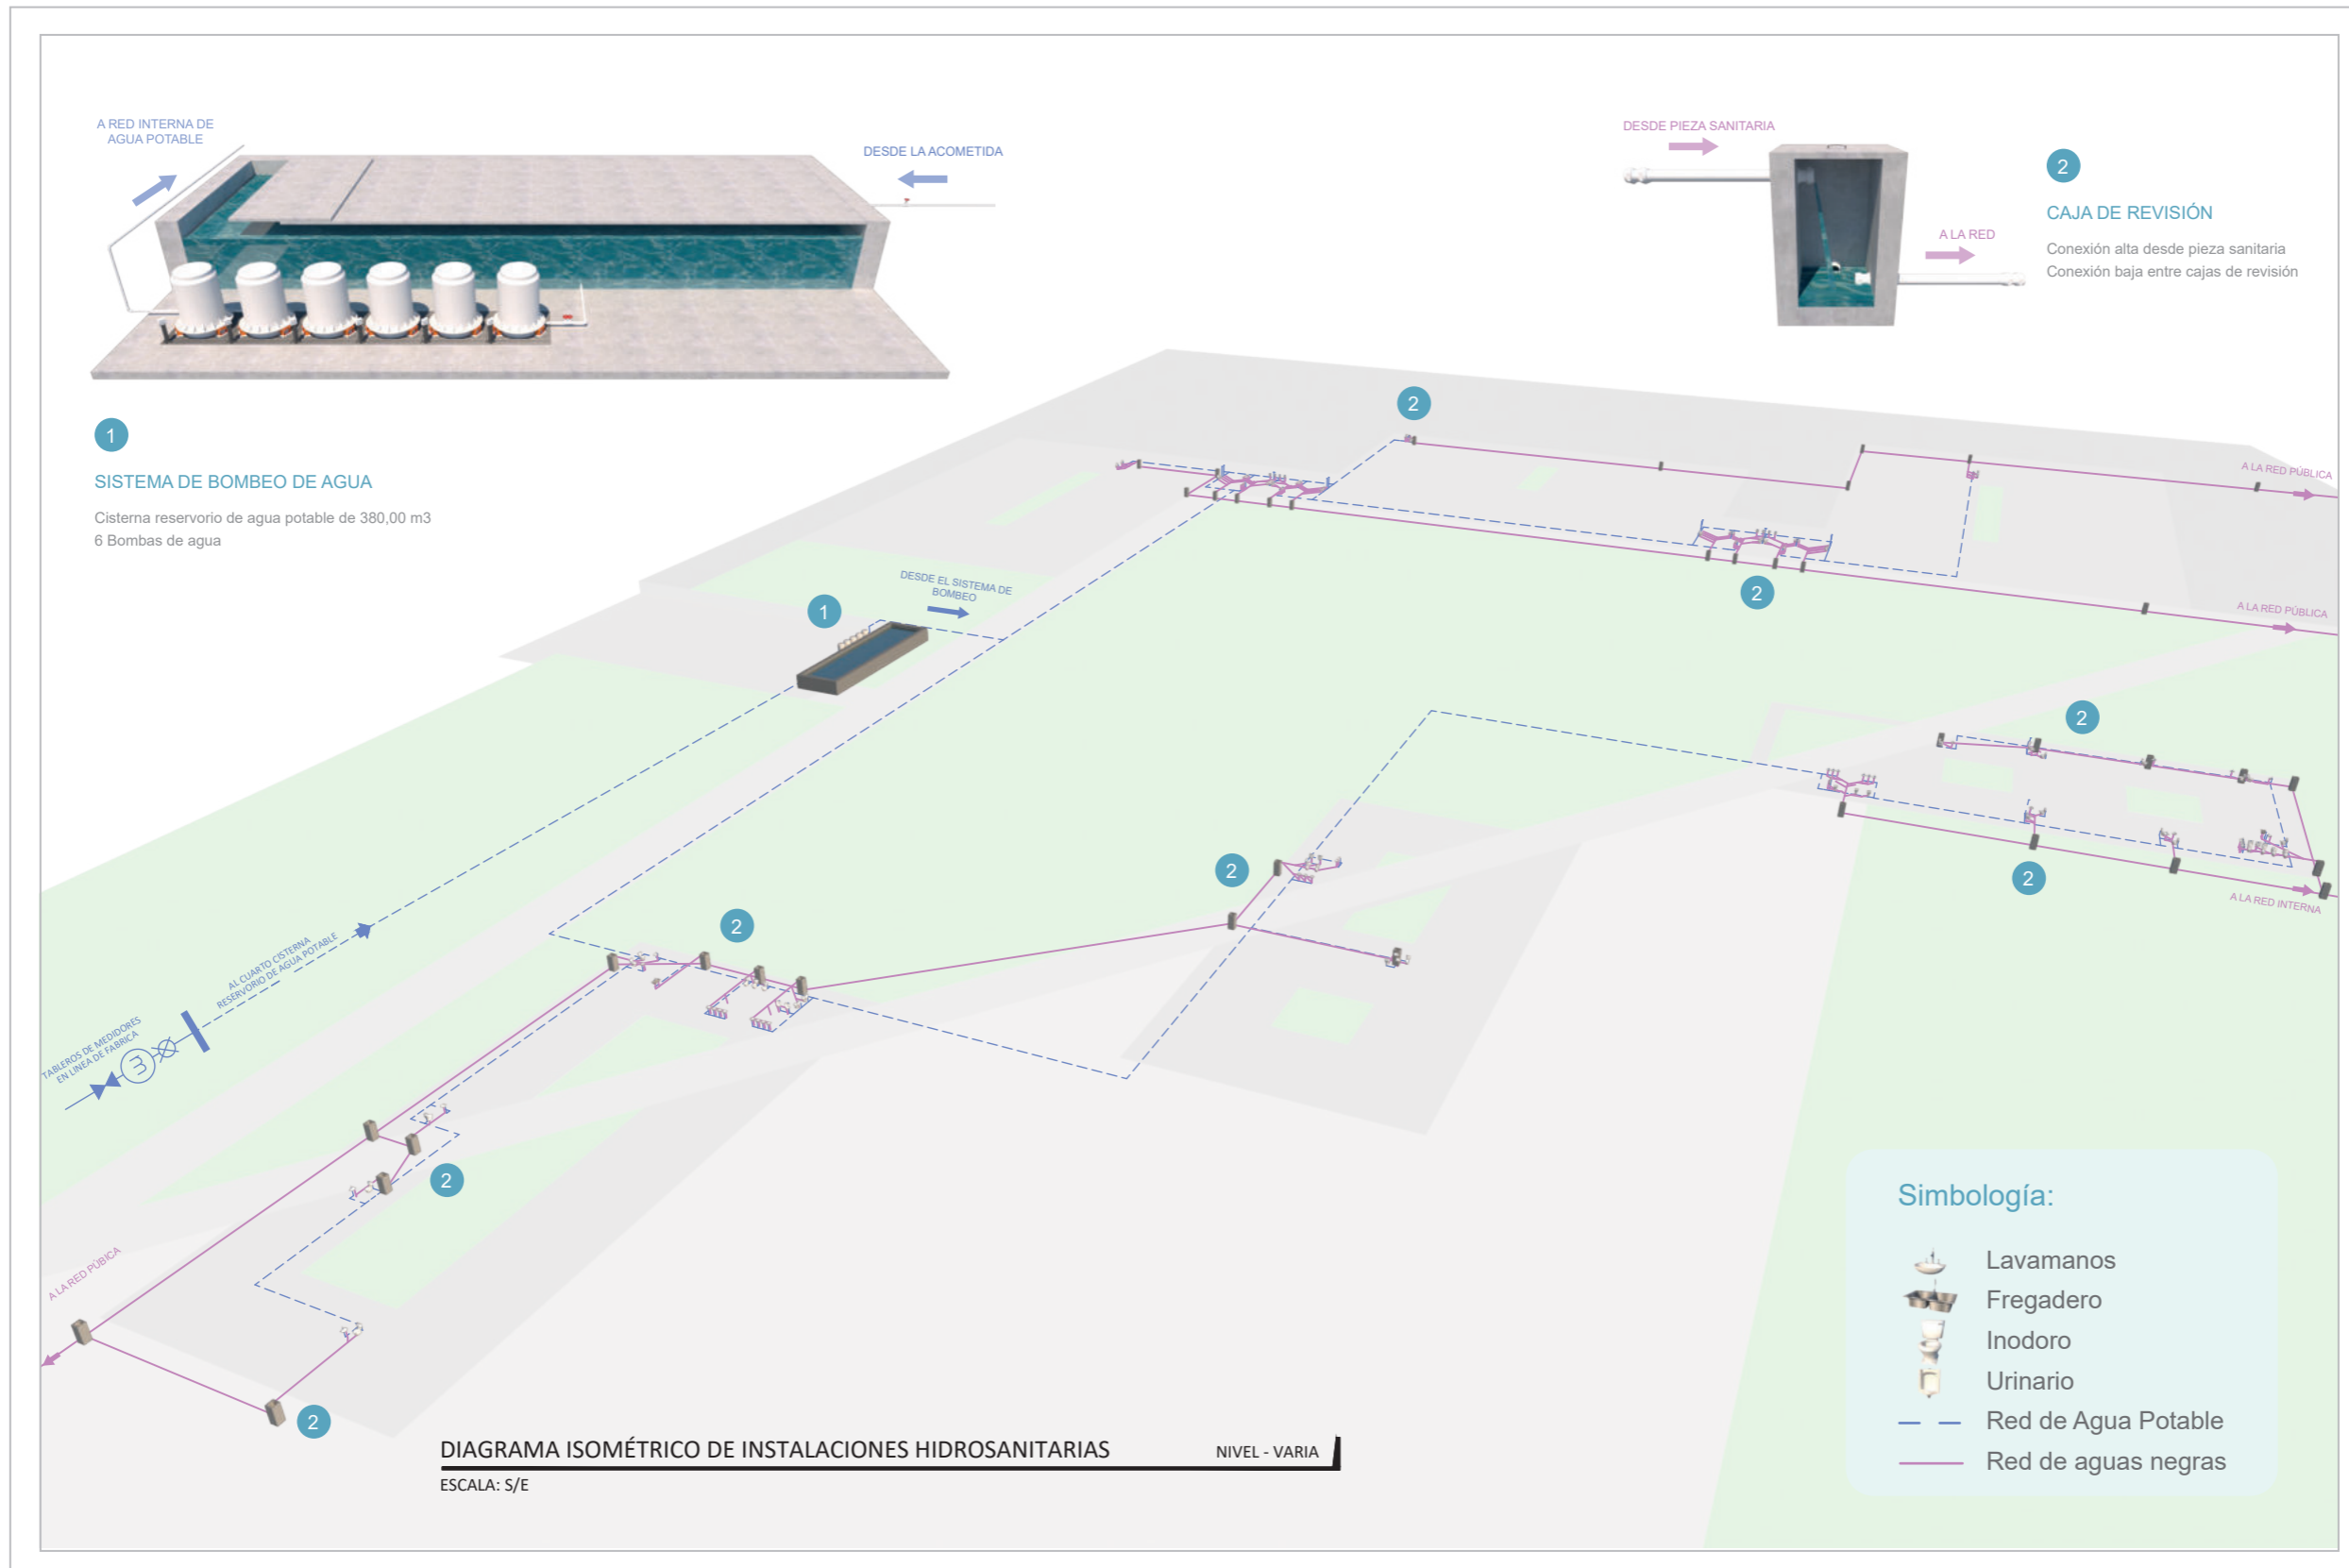 A RED INTERNA DE
AGUA POTABLE
DESDE LA ACOMETIDA
DESDE PIEZA SANITARIA
2
CAJA DE REVISIÓN
A LA RED
Conexión alta desde pieza sanitaria
Conexión baja entre cajas de revisión
1
SISTEMA DE BOMBEO DE AGUA
Cisterna reservorio de agua potable de 380,00 m3
6 Bombas de agua
2
A LA RED PÚBLICA
DESDE EL SISTEMA DE
BOMBEO
1
2
A LA RED PÚBLICA
2
2
2
A LA RED INTERNA
2
AL CUARTO CISTERNA
RESERVORIO DE AGUA POTABLE
TABLEROS DE MEDIDORES
EN LINEA DE FABRICA
M
2
A LA RED PÚBICA
2
Simbología:
Lavamanos
Fregadero
Inodoro
Urinario
Red de Agua Potable
Red de aguas negras
DIAGRAMA ISOMÉTRICO DE INSTALACIONES HIDROSANITARIAS
NIVEL - VARIA
ESCALA: S/E